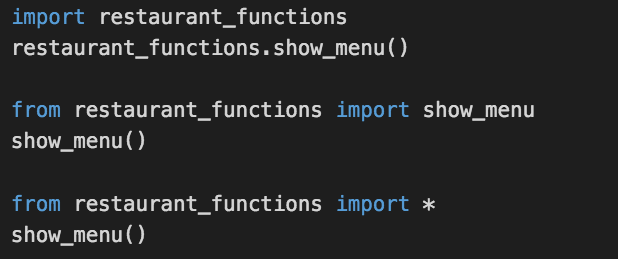 import restaurant_functions
restaurant_functions.show_menu()
from restaurant_functions import show_menu
show_menu()
from restaurant_functions import *
show_menu()